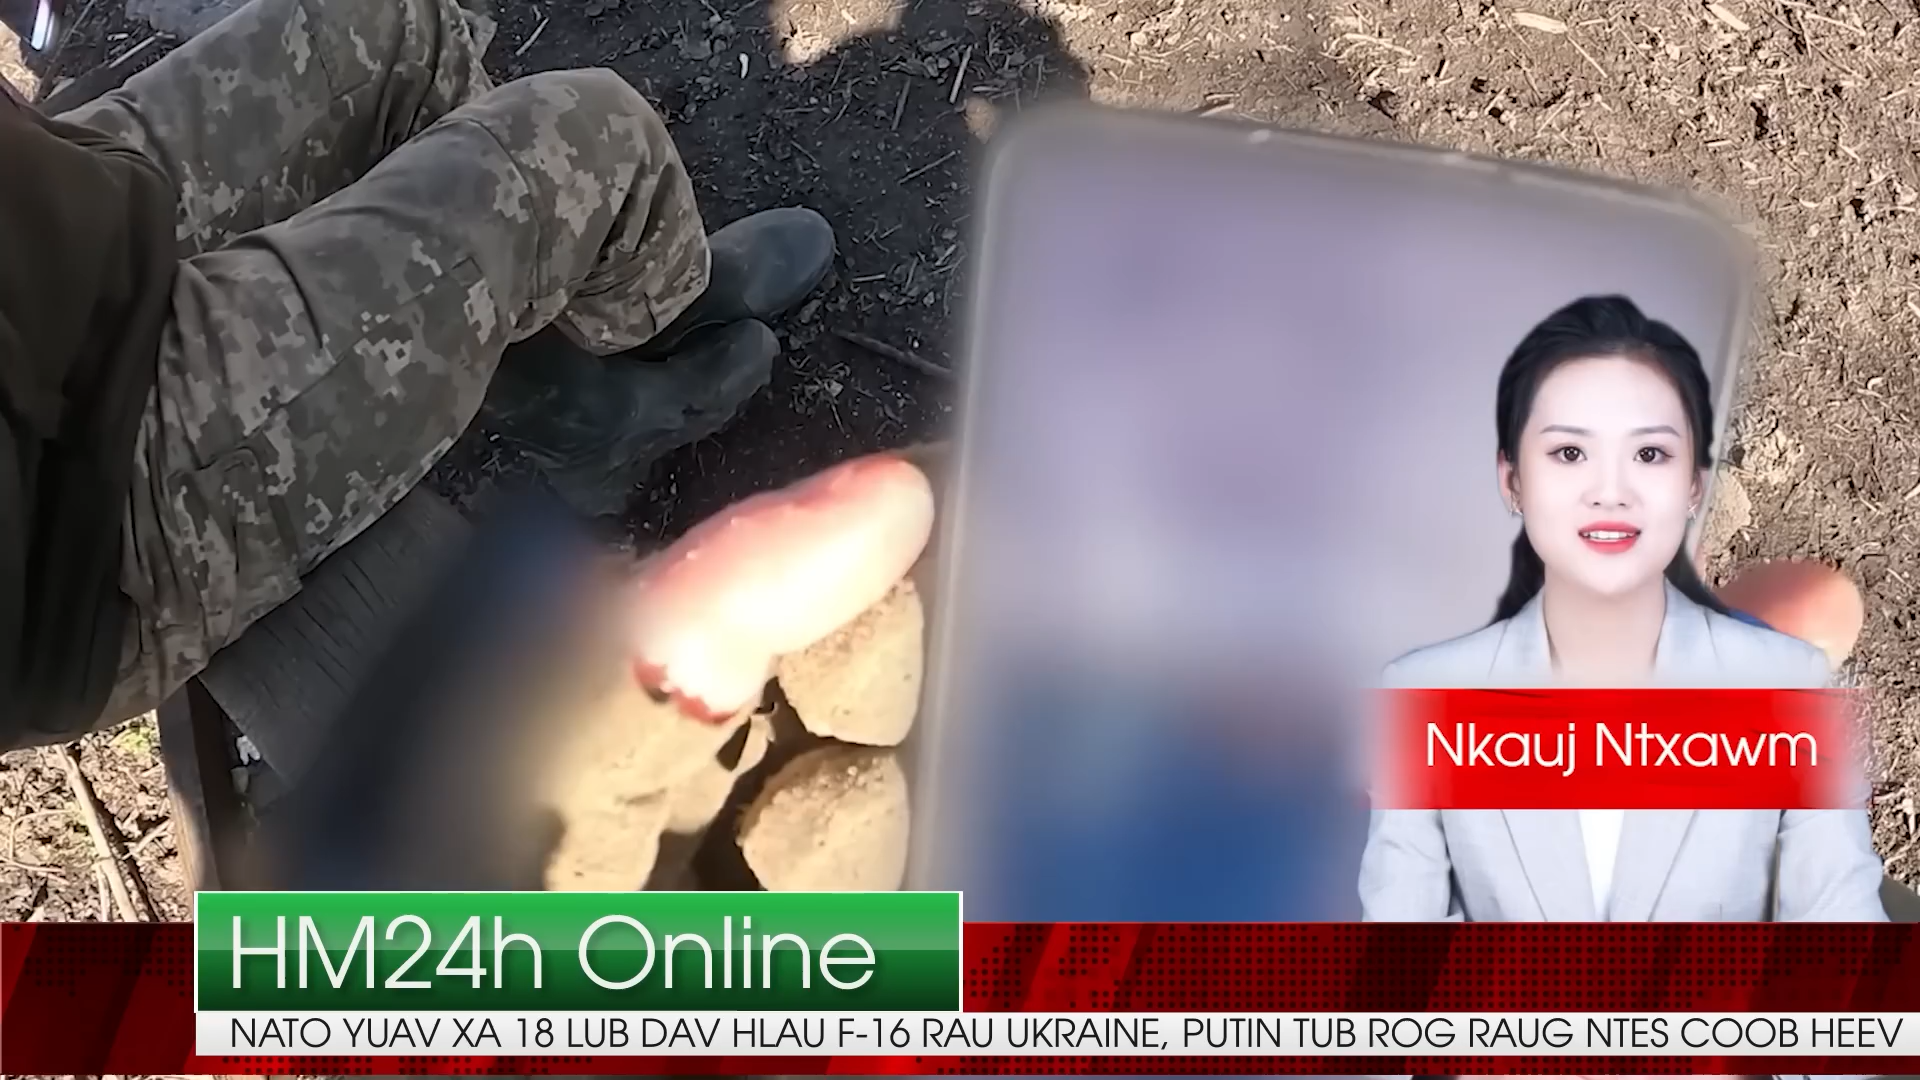 Nkauj Ntxawm
HM24h Online
NATO YUAV XA 18 LUB DAV HLAU F-16 RAU UKRAINE, PUTIN TUB ROG RAUG NTES COOB HEEV